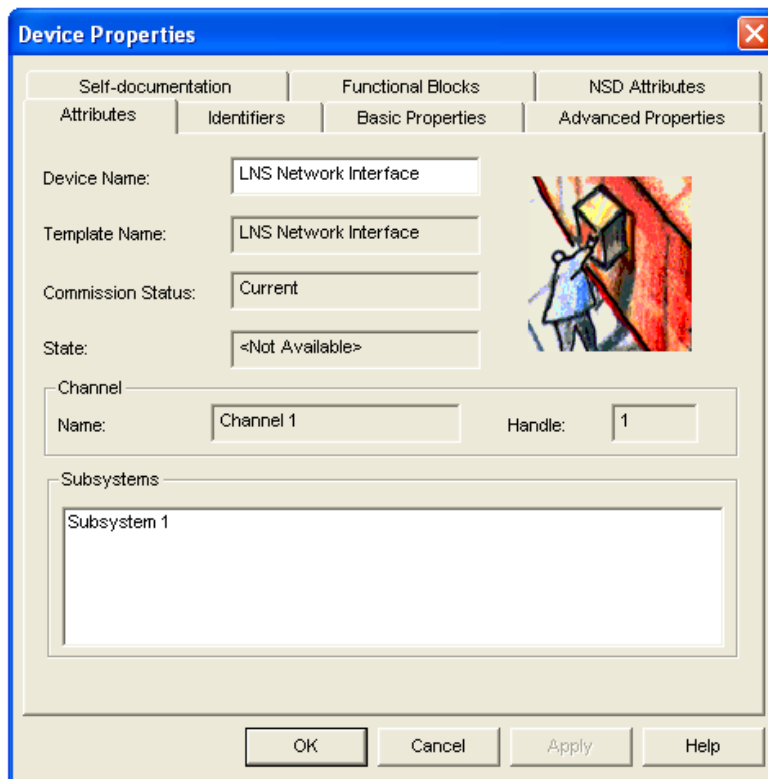 Device Properties
Self-documentation Functional Blocks NSD Attributes
Attributes Identifiers Basic Properties Advanced Properties
Device Name: LNS Network Interface
Template Name: LNS Network Interface
Commission Status: Current
State: <Not Available>
Channel
Name: Channel 1 Handle: 1
Subsystems
Subsystem 1
OK Cancel Apply Help